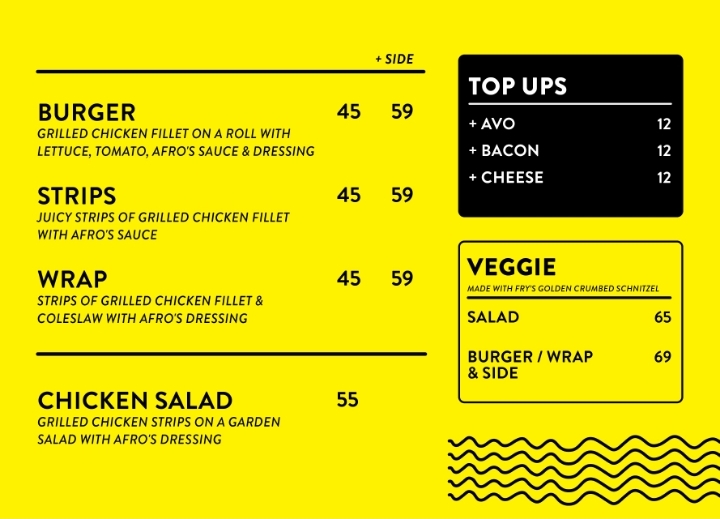 + SIDE
BURGER 45 59
GRILLED CHICKEN FILLET ON A ROLL WITH
LETTUCE, TOMATO, AFRO'S SAUCE & DRESSING
STRIPS 45 59
JUICY STRIPS OF GRILLED CHICKEN FILLET
WITH AFRO'S SAUCE
WRAP 45 59
STRIPS OF GRILLED CHICKEN FILLET &
COLESLAW WITH AFRO'S DRESSING
CHICKEN SALAD 55
GRILLED CHICKEN STRIPS ON A GARDEN
SALAD WITH AFRO'S DRESSING
TOP UPS
+ AVO 12
+ BACON 12
+ CHEESE 12
VEGGIE
MADE WITH FRY'S GOLDEN CRUMBED SCHNITZEL
SALAD 65
BURGER / WRAP 69
& SIDE